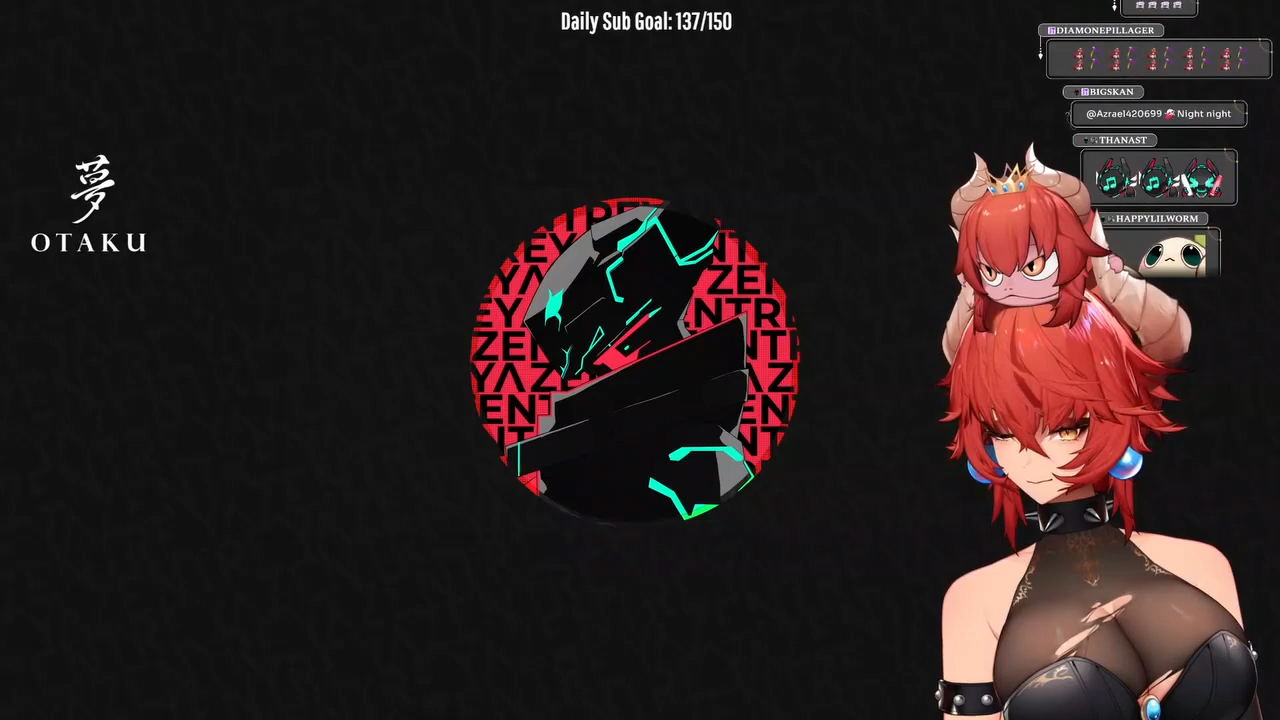 Daily Sub Goal: 137/150
DIAMONEPILLAGER
BIGSKAN
@Azrael420699 Night night
THANAST
HAPPYLILWORM
夢
OTAKU